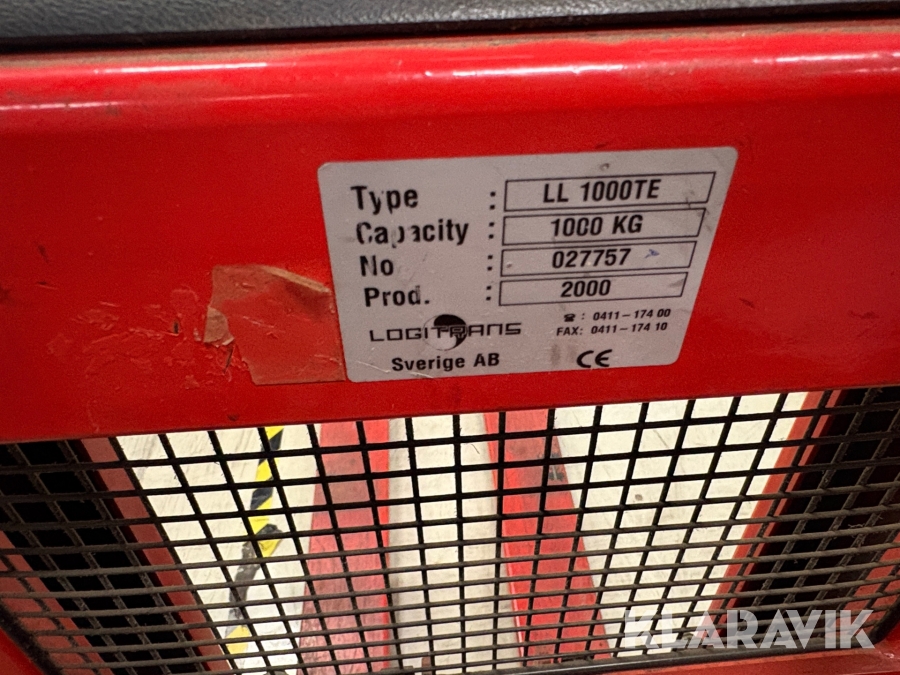 Type : LL 1000TE
Capacity : 1000 KG
No : 027757
Prod. : 2000
LOGITRANS
Sverige AB
☎ : 0411-174 00
FAX: 0411-174 10
CE
KLARAVIK